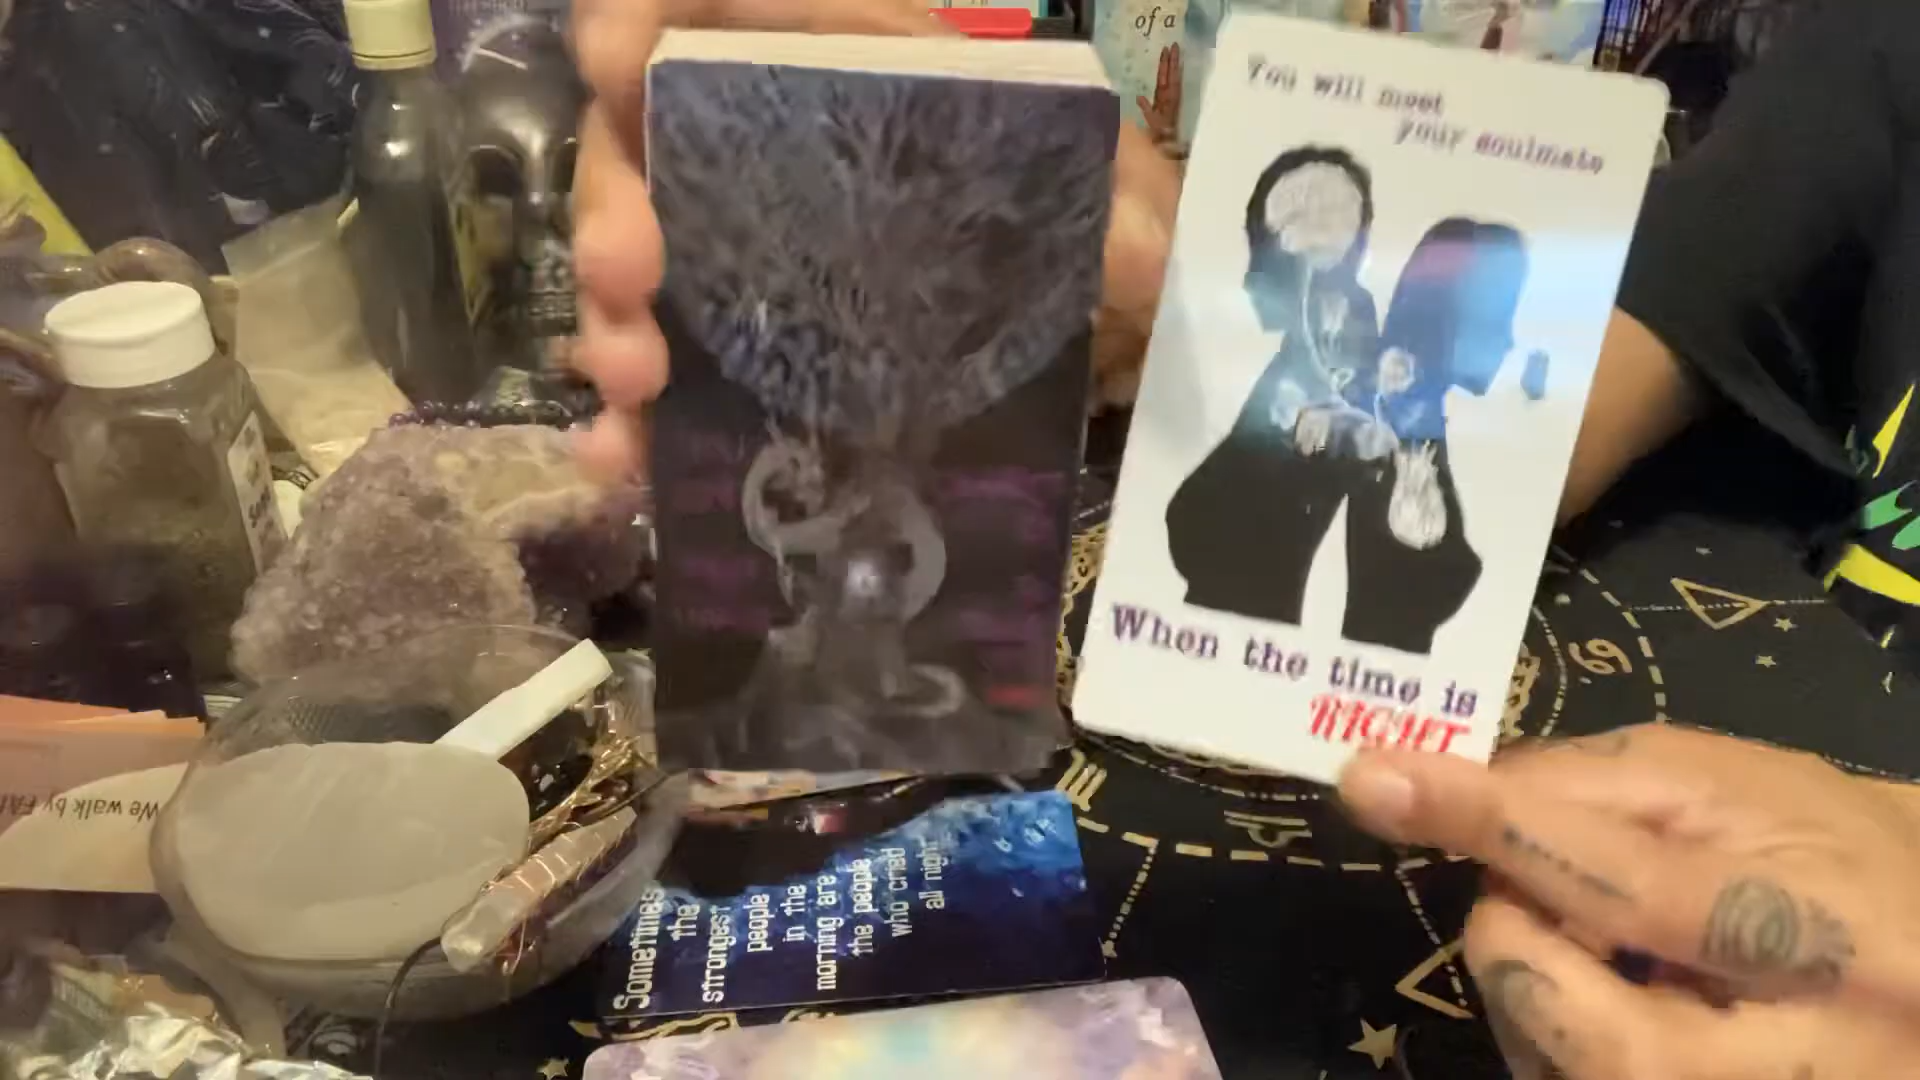 of a
You will meet
your soulmate
When the time is
RIGHT
We walk by
Sometimes
the
strongest
people
in the
morning are
the people
who cried
all night